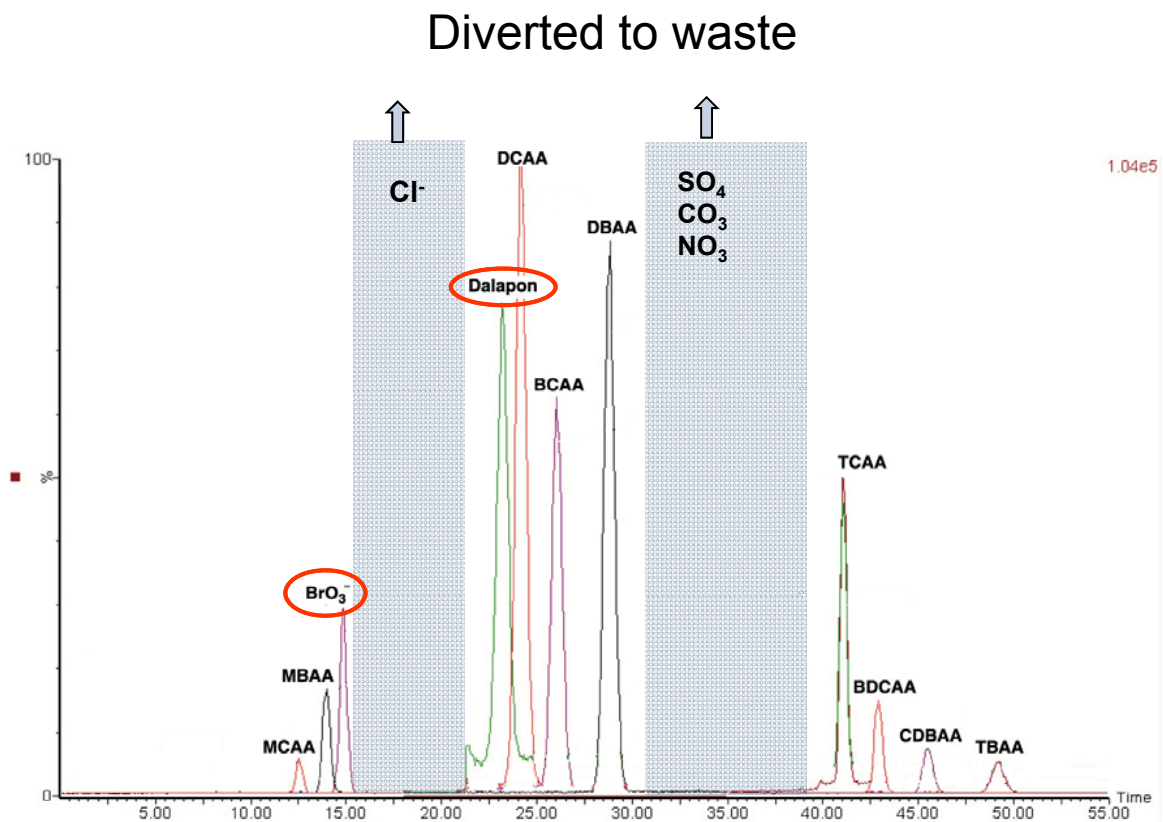 Diverted to waste
100
1.04e5
Cl⁻
DCAA
SO₄
CO₃
NO₃
DBAA
Dalapon
BCAA
TCAA
%
BrO₃⁻
MBAA
BDCAA
MCAA
CDBAA
TBAA
0
Time
5.00 10.00 15.00 20.00 25.00 30.00 35.00 40.00 45.00 50.00 55.00